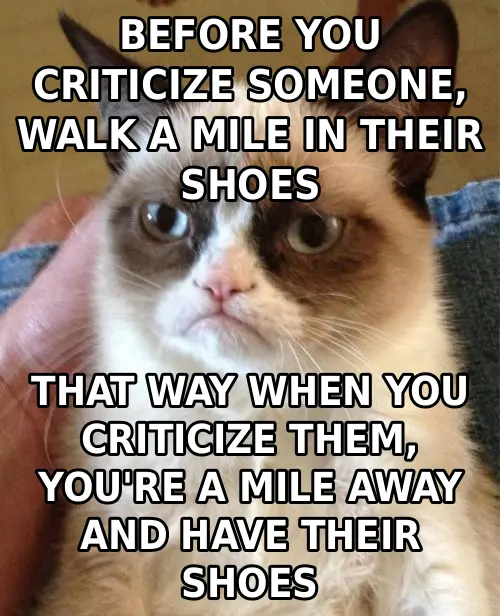 BEFORE YOU
CRITICIZE SOMEONE,
WALK A MILE IN THEIR
SHOES
THAT WAY WHEN YOU
CRITICIZE THEM,
YOU'RE A MILE AWAY
AND HAVE THEIR
SHOES